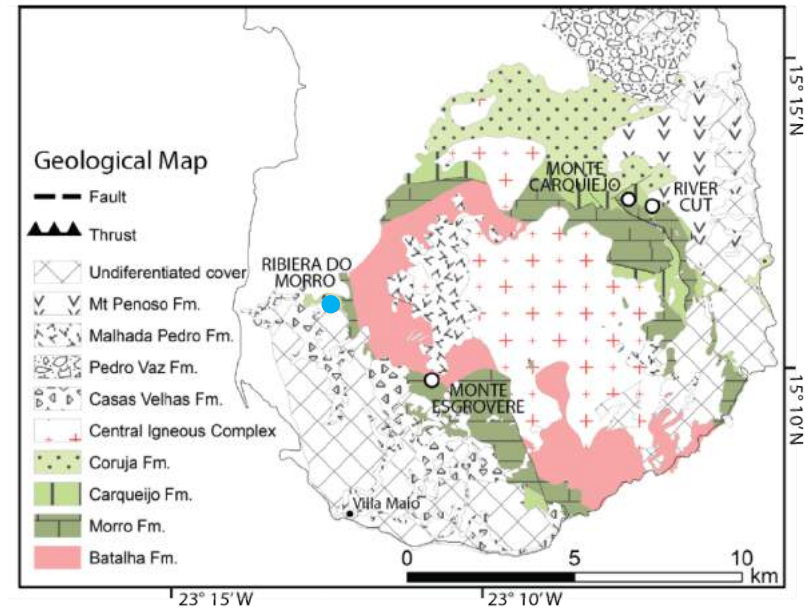 Geological Map
Fault
Thrust
Undiferentiated cover
Mt Penoso Fm.
Malhada Pedro Fm.
Pedro Vaz Fm.
Casas Velhas Fm.
Central Igneous Complex
Coruja Fm.
Carqueijo Fm.
Morro Fm.
Batalha Fm.
MONTE
CARQUIEJO
RIVER
CUT
RIBIERA DO
MORRO
MONTE
ESGROVERE
Villa Maio
15° 15'N
15° 10'N
0
5
10
km
23° 15'W
23° 10'W